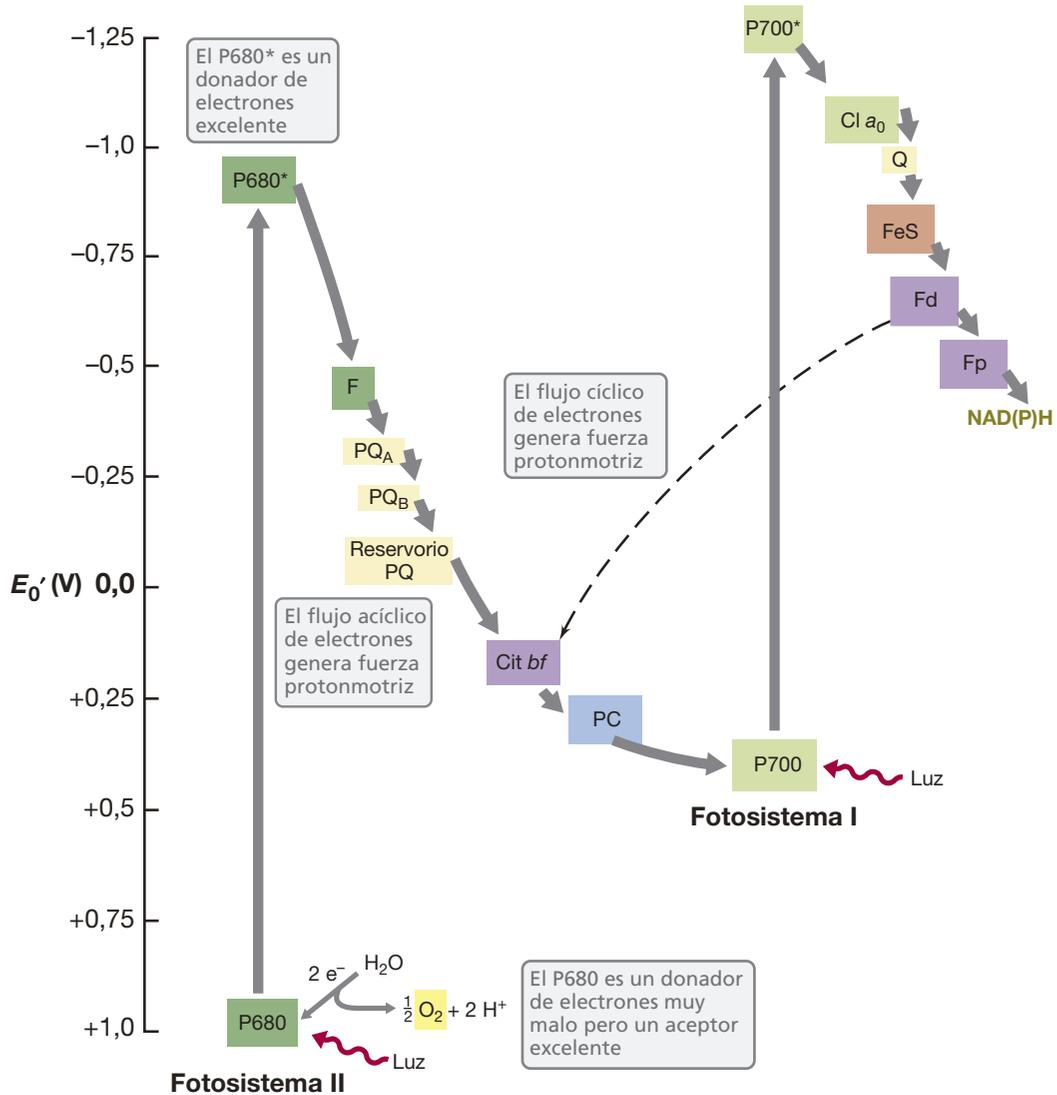 −1,25
−1,0
−0,75
−0,5
−0,25
E₀′ (V) 0,0
+0,25
+0,5
+0,75
+1,0
El P680* es un
donador de
electrones
excelente
P680*
F
PQ_A
PQ_B
Reservorio
PQ
El flujo acíclico
de electrones
genera fuerza
protonmotriz
Cit bf
PC
El flujo cíclico
de electrones
genera fuerza
protonmotriz
P700*
Cl a₀
Q
FeS
Fd
Fp
NAD(P)H
P700
Luz
Fotosistema I
2 e⁻
H₂O
½ O₂ + 2 H⁺
P680
Luz
Fotosistema II
El P680 es un donador
de electrones muy
malo pero un aceptor
excelente